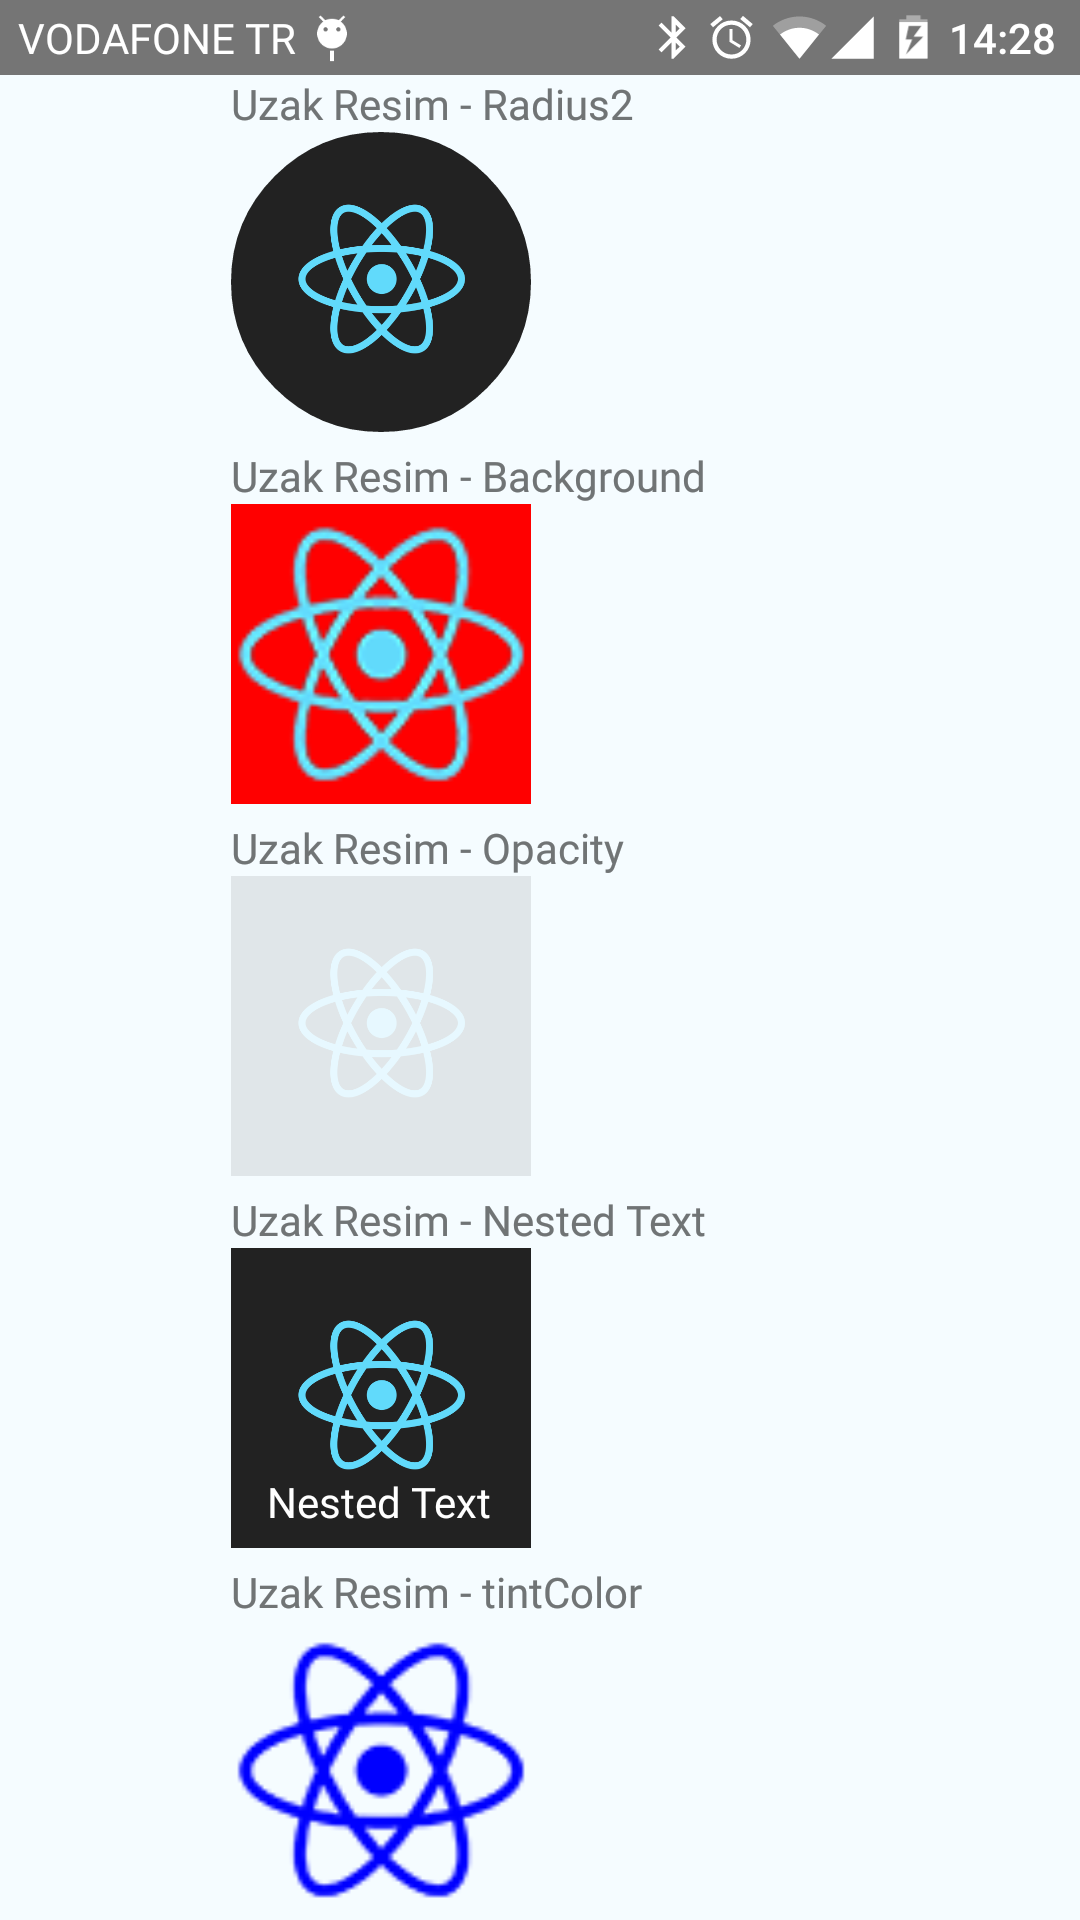 VODAFONE TR 14:28
Uzak Resim - Radius2
Uzak Resim - Background
Uzak Resim - Opacity
Uzak Resim - Nested Text
Nested Text
Uzak Resim - tintColor